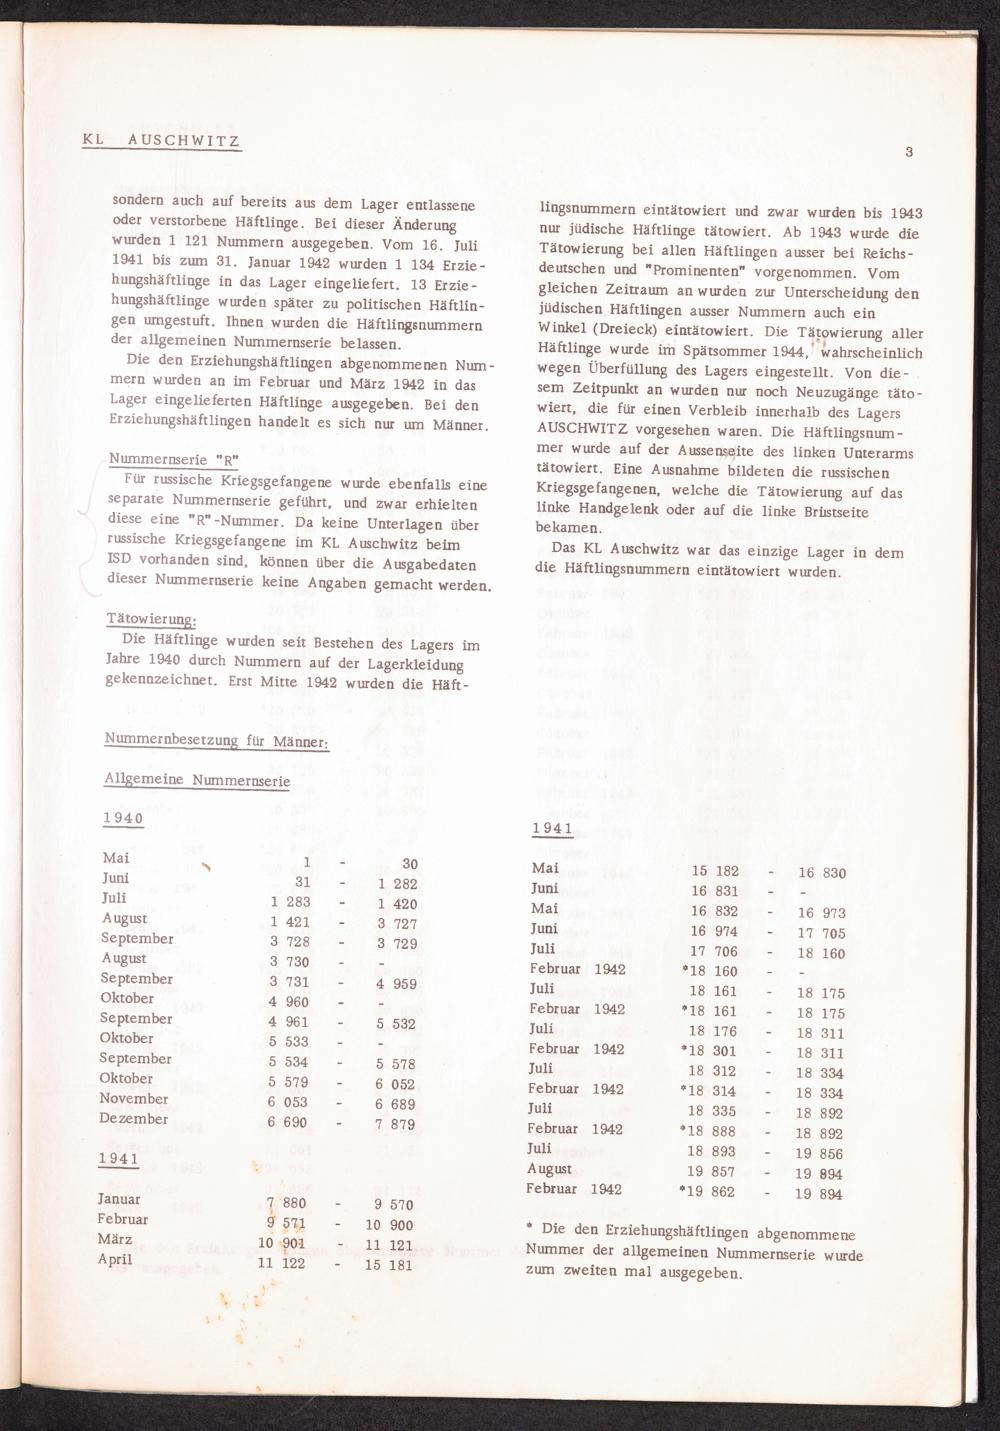 KL AUSCHWITZ
3
sondern auch auf bereits aus dem Lager entlassene
oder verstorbene Häftlinge. Bei dieser Änderung
wurden 1 121 Nummern ausgegeben. Vom 16. Juli
1941 bis zum 31. Januar 1942 wurden 1 134 Erzie-
hungshäftlinge in das Lager eingeliefert. 13 Erzie-
hungshäftlinge wurden später zu politischen Häftlin-
gen umgestuft. Ihnen wurden die Häftlingsnummern
der allgemeinen Nummernserie belassen.
Die den Erziehungshäftlingen abgenommenen Num-
mern wurden an im Februar und März 1942 in das
Lager eingelieferten Häftlinge ausgegeben. Bei den
Erziehungshäftlingen handelt es sich nur um Männer.
Nummernserie "R"
Für russische Kriegsgefangene wurde ebenfalls eine
separate Nummernserie geführt, und zwar erhielten
diese eine "R"-Nummer. Da keine Unterlagen über
russische Kriegsgefangene im KL Auschwitz beim
ISD vorhanden sind, können über die Ausgabedaten
dieser Nummernserie keine Angaben gemacht werden.
Tätowierung:
Die Häftlinge wurden seit Bestehen des Lagers im
Jahre 1940 durch Nummern auf der Lagerkleidung
gekennzeichnet. Erst Mitte 1942 wurden die Häft-
lingsnummern eintätowiert und zwar wurden bis 1943
nur jüdische Häftlinge tätowiert. Ab 1943 wurde die
Tätowierung bei allen Häftlingen ausser bei Reichs-
deutschen und "Prominenten" vorgenommen. Vom
gleichen Zeitraum an wurden zur Unterscheidung den
jüdischen Häftlingen ausser Nummern auch ein
Winkel (Dreieck) eintätowiert. Die Tätowierung aller
Häftlinge wurde im Spätsommer 1944, wahrscheinlich
wegen Überfüllung des Lagers eingestellt. Von die-
sem Zeitpunkt an wurden nur noch Neuzugänge täto-
wiert, die für einen Verbleib innerhalb des Lagers
AUSCHWITZ vorgesehen waren. Die Häftlingsnum-
mer wurde auf der Aussenseite des linken Unterarms
tätowiert. Eine Ausnahme bildeten die russischen
Kriegsgefangenen, welche die Tätowierung auf das
linke Handgelenk oder auf die linke Brustseite
bekamen.
Das KL Auschwitz war das einzige Lager in dem
die Häftlingsnummern eintätowiert wurden.
Nummernbesetzung für Männer:
Allgemeine Nummernserie
1940
Mai 1 - 30
Juni 31 - 1 282
Juli 1 283 - 1 420
August 1 421 - 3 727
September 3 728 - 3 729
August 3 730 - -
September 3 731 - 4 959
Oktober 4 960 - -
September 4 961 - 5 532
Oktober 5 533 - -
September 5 534 - 5 578
Oktober 5 579 - 6 052
November 6 053 - 6 689
Dezember 6 690 - 7 879
1941
Januar 7 880 - 9 570
Februar 9 571 - 10 900
März 10 901 - 11 121
April 11 122 - 15 181
1941
Mai 15 182 - 16 830
Juni 16 831 - -
Mai 16 832 - 16 973
Juni 16 974 - 17 705
Juli 17 706 - 18 160
Februar 1942 *18 160 - -
Juli 18 161 - 18 175
Februar 1942 *18 161 - 18 175
Juli 18 176 - 18 311
Februar 1942 *18 301 - 18 311
Juli 18 312 - 18 334
Februar 1942 *18 314 - 18 334
Juli 18 335 - 18 892
Februar 1942 *18 888 - 18 892
Juli 18 893 - 19 856
August 19 857 - 19 894
Februar 1942 *19 862 - 19 894
* Die den Erziehungshäftlingen abgenommene
Nummer der allgemeinen Nummernserie wurde
zum zweiten mal ausgegeben.